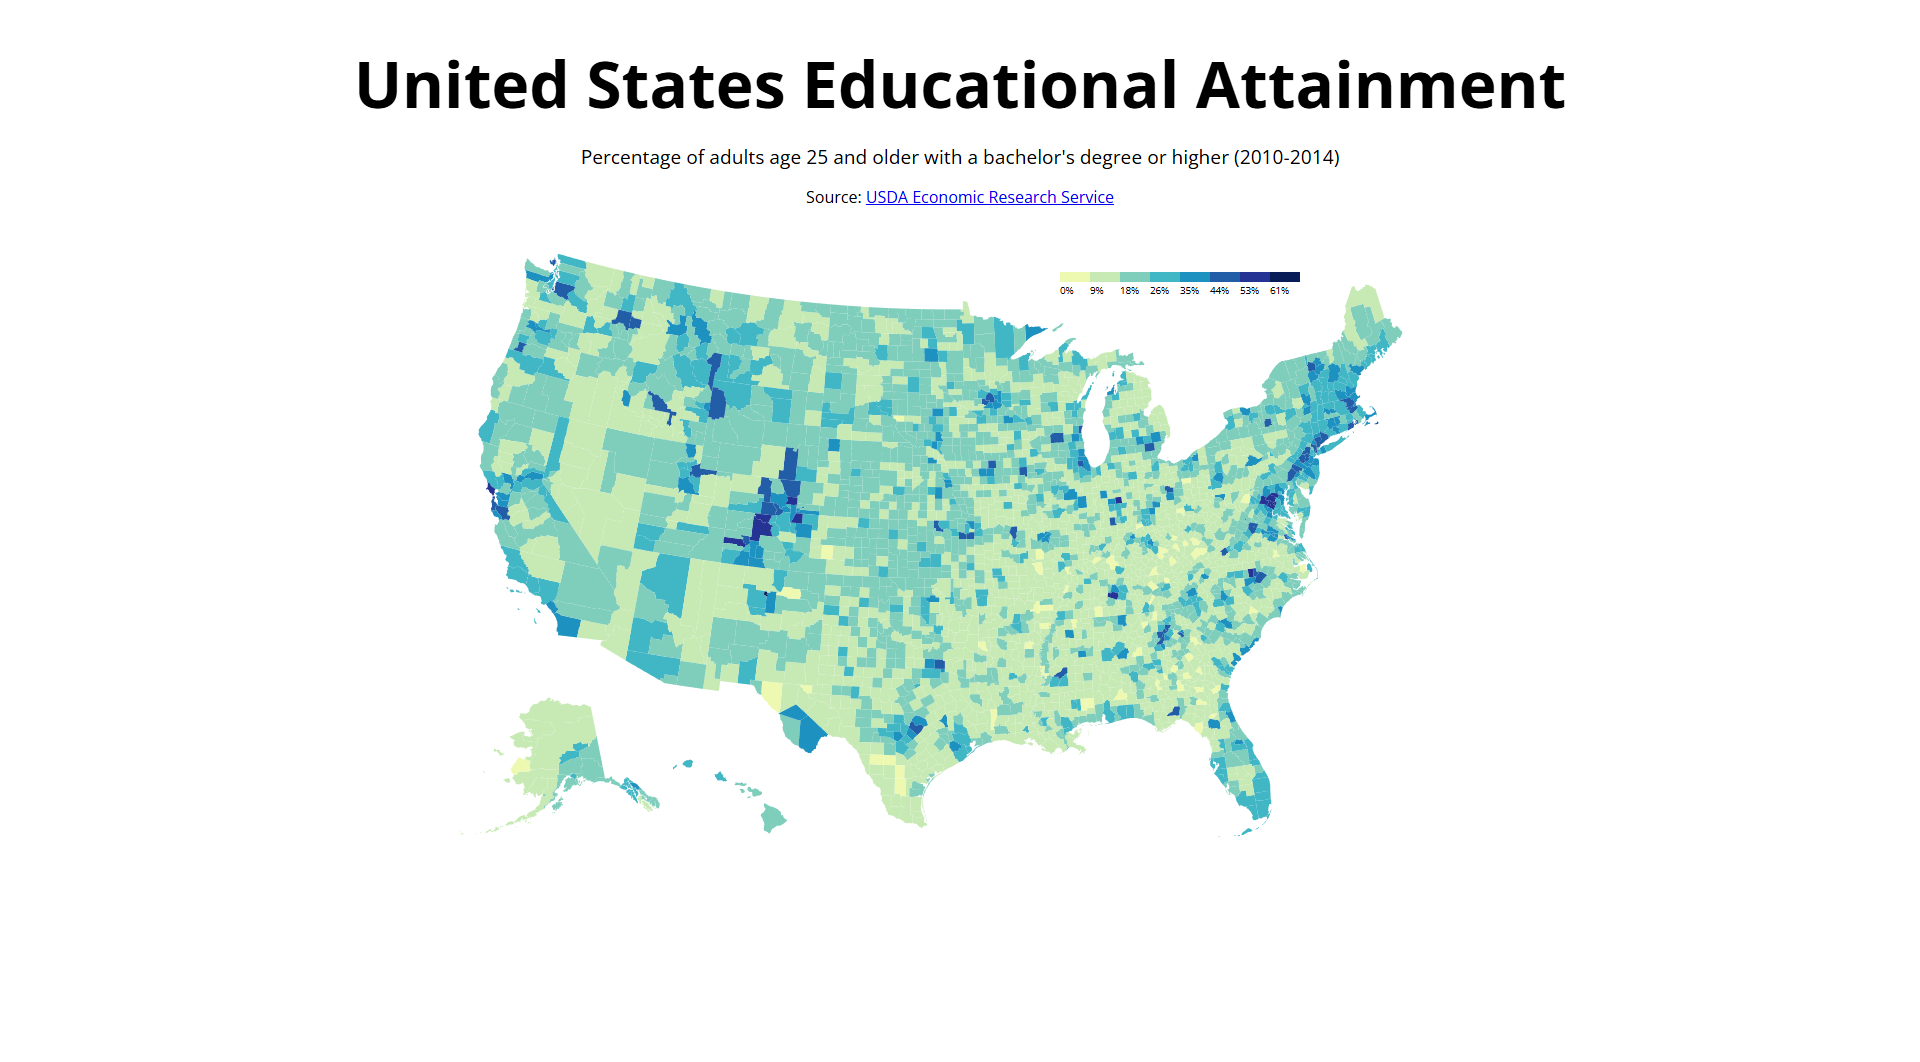 United States Educational Attainment
Percentage of adults age 25 and older with a bachelor's degree or higher (2010-2014)
Source: USDA Economic Research Service
0% 9% 18% 26% 35% 44% 53% 61%